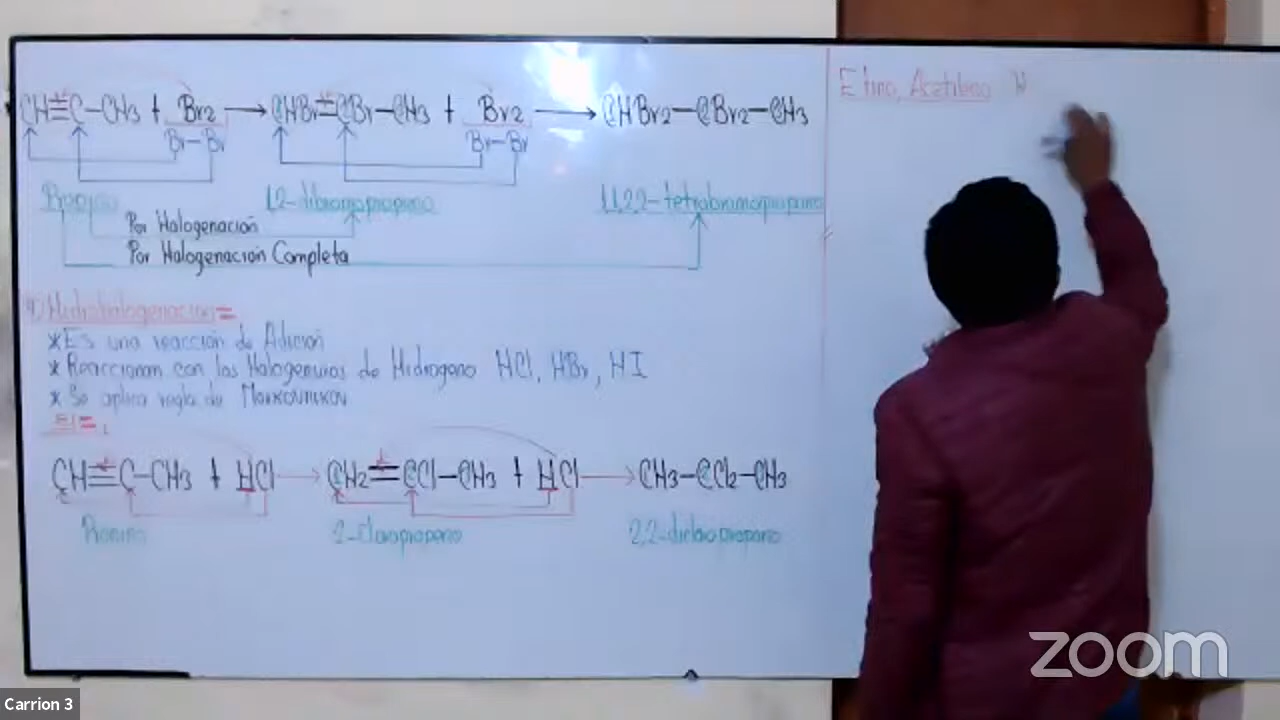 CH≡C-CH3 + Br2 → CHBr=CBr-CH3 + Br2 → CHBr2-CBr2-CH3
Br-Br Br-Br
Propino 1,2-dibromopropeno 1,1,2,2-tetrabromopropano
Por Halogenación
Por Halogenación Completa
4) Hidrohalogenación=
*Es una reacción de Adición
*Reaccionan con los Halogenuros de Hidrogeno HCl, HBr, HI
*Se aplica regla de Markovnikov
Ej=
CH≡C-CH3 + HCl → CH2=CCl-CH3 + HCl → CH3-CCl2-CH3
Propino 2-cloropropeno 2,2-dicloropropano
Etino, Acetileno
zoom
Carrion 3